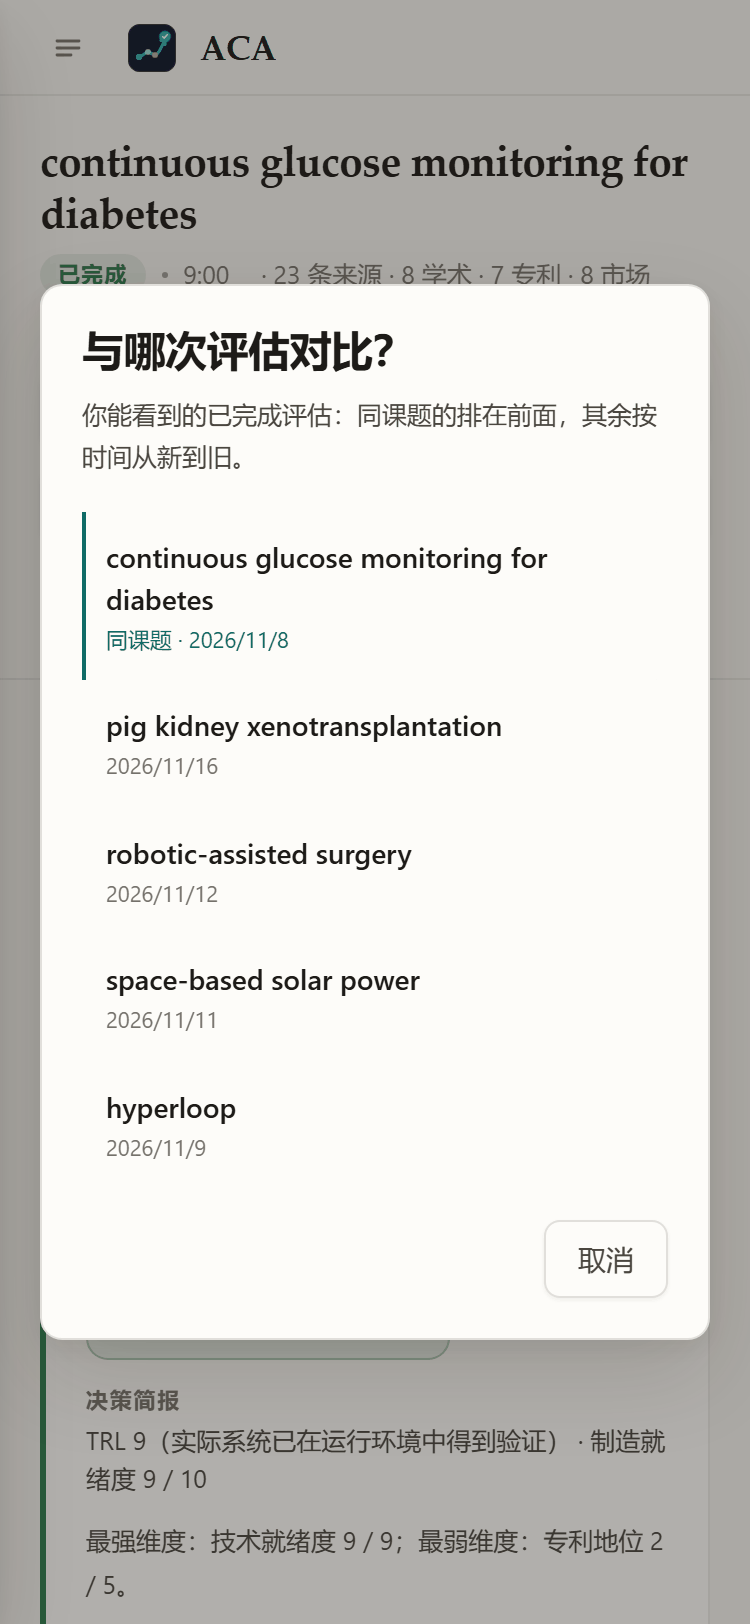 ACA
continuous glucose monitoring for
diabetes
已完成 • 9:00 · 23 条来源 · 8 学术 · 7 专利 · 8 市场
与哪次评估对比？
你能看到的已完成评估：同课题的排在前面，其余按
时间从新到旧。
continuous glucose monitoring for
diabetes
同课题 · 2026/11/8
pig kidney xenotransplantation
2026/11/16
robotic-assisted surgery
2026/11/12
space-based solar power
2026/11/11
hyperloop
2026/11/9
取消
决策简报
TRL 9（实际系统已在运行环境中得到验证） · 制造就
绪度 9 / 10
最强维度：技术就绪度 9 / 9；最弱维度：专利地位 2
/ 5。